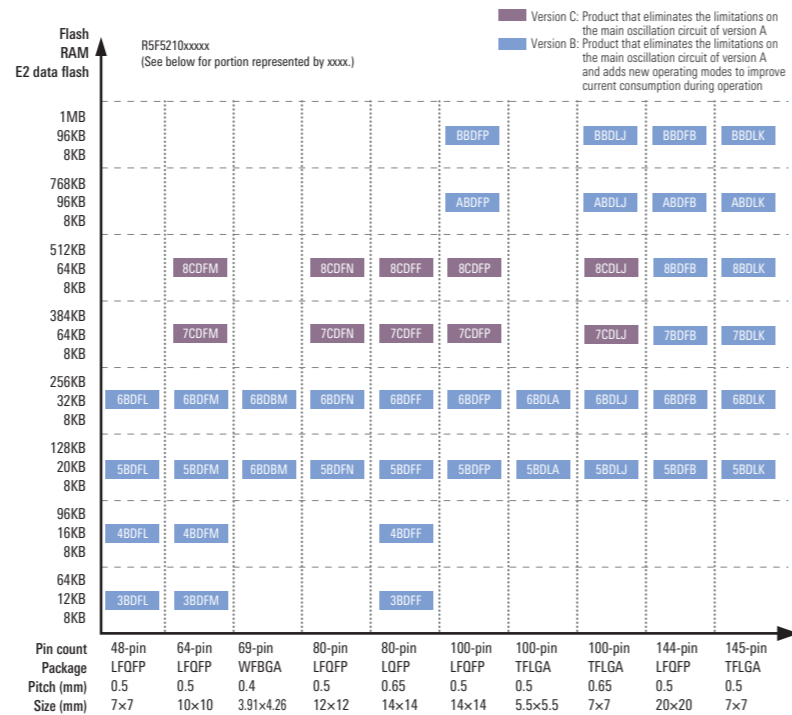 Version C: Product that eliminates the limitations on
the main oscillation circuit of version A
Version B: Product that eliminates the limitations on
the main oscillation circuit of version A
and adds new operating modes to improve
current consumption during operation
Flash
RAM
E2 data flash
R5F5210xxxxx
(See below for portion represented by xxxx.)
1MB
96KB
8KB
BBDFP BBDLJ BBDFB BBDLK
768KB
96KB
8KB
ABDFP ABDLJ ABDFB ABDLK
512KB
64KB
8KB
8CDFM 8CDFN 8CDFF 8CDFP 8CDLJ 8BDFB 8BDLK
384KB
64KB
8KB
7CDFM 7CDFN 7CDFF 7CDFP 7CDLJ 7BDFB 7BDLK
256KB
32KB
8KB
6BDFL 6BDFM 6BDBM 6BDFN 6BDFF 6BDFP 6BDLA 6BDLJ 6BDFB 6BDLK
128KB
20KB
8KB
5BDFL 5BDFM 6BDBM 5BDFN 5BDFF 5BDFP 5BDLA 5BDLJ 5BDFB 5BDLK
96KB
16KB
8KB
4BDFL 4BDFM 4BDFF
64KB
12KB
8KB
3BDFL 3BDFM 3BDFF
Pin count 48-pin 64-pin 69-pin 80-pin 80-pin 100-pin 100-pin 100-pin 144-pin 145-pin
Package LFQFP LFQFP WFBGA LFQFP LQFP LFQFP TFLGA TFLGA LFQFP TFLGA
Pitch (mm) 0.5 0.5 0.4 0.5 0.65 0.5 0.5 0.65 0.5 0.5
Size (mm) 7×7 10×10 3.91×4.26 12×12 14×14 14×14 5.5×5.5 7×7 20×20 7×7